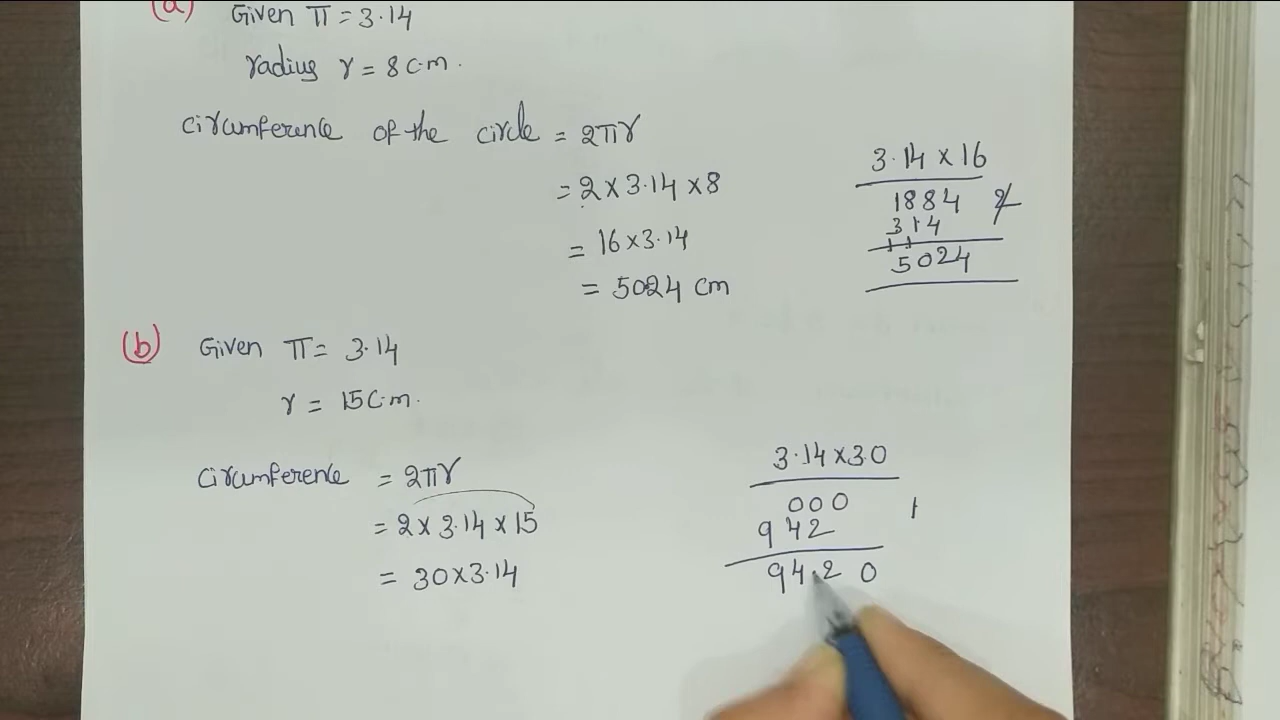 (a) Given π = 3.14
radius r = 8 cm.
circumference of the circle = 2πr
= 2 × 3.14 × 8
= 16 × 3.14
= 5024 cm
3.14 × 16
1884
314
5024
(b) Given π = 3.14
r = 15 cm.
circumference = 2πr
= 2 × 3.14 × 15
= 30 × 3.14
3.14 × 30
000 1
942
94.20